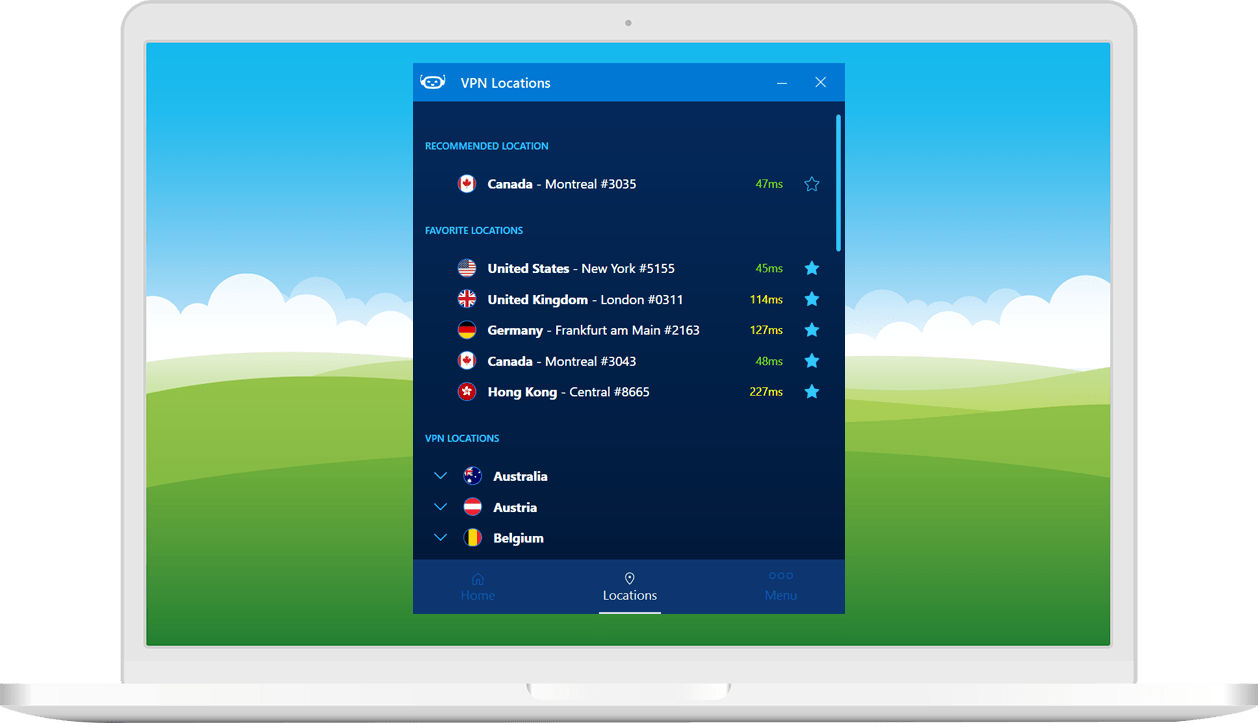 VPN Locations
RECOMMENDED LOCATION
Canada - Montreal #3035 47ms
FAVORITE LOCATIONS
United States - New York #5155 45ms
United Kingdom - London #0311 114ms
Germany - Frankfurt am Main #2163 127ms
Canada - Montreal #3043 48ms
Hong Kong - Central #8665 227ms
VPN LOCATIONS
Australia
Austria
Belgium
Home Locations Menu